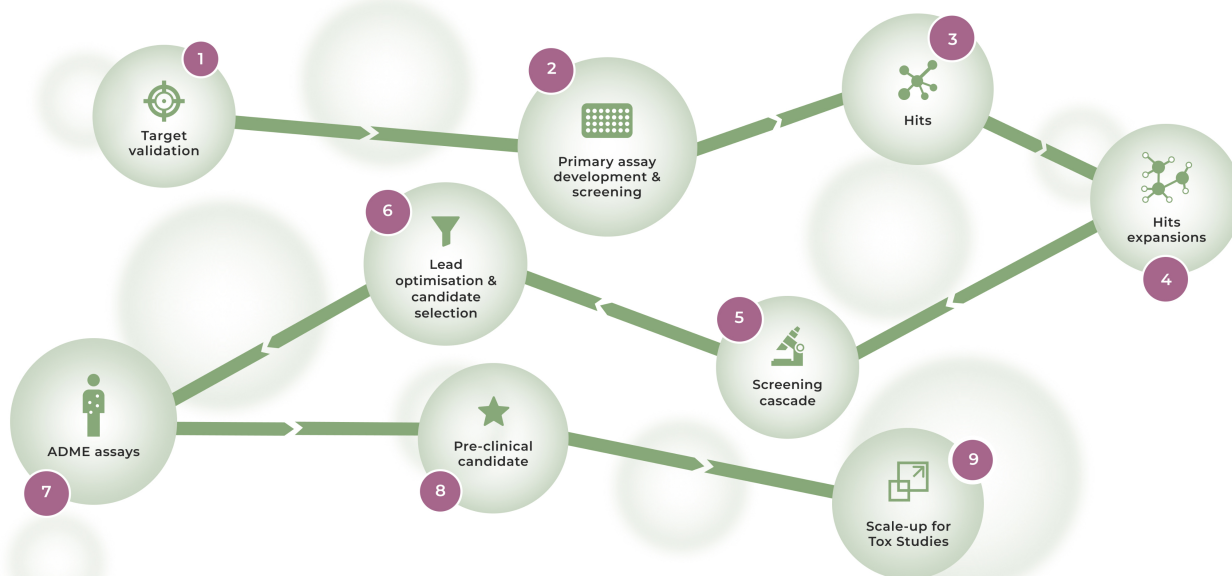 1
Target
validation
2
Primary assay
development &
screening
3
Hits
Hits
expansions
4
5
Screening
cascade
6
Lead
optimisation &
candidate
selection
ADME assays
7
Pre-clinical
candidate
8
9
Scale-up for
Tox Studies